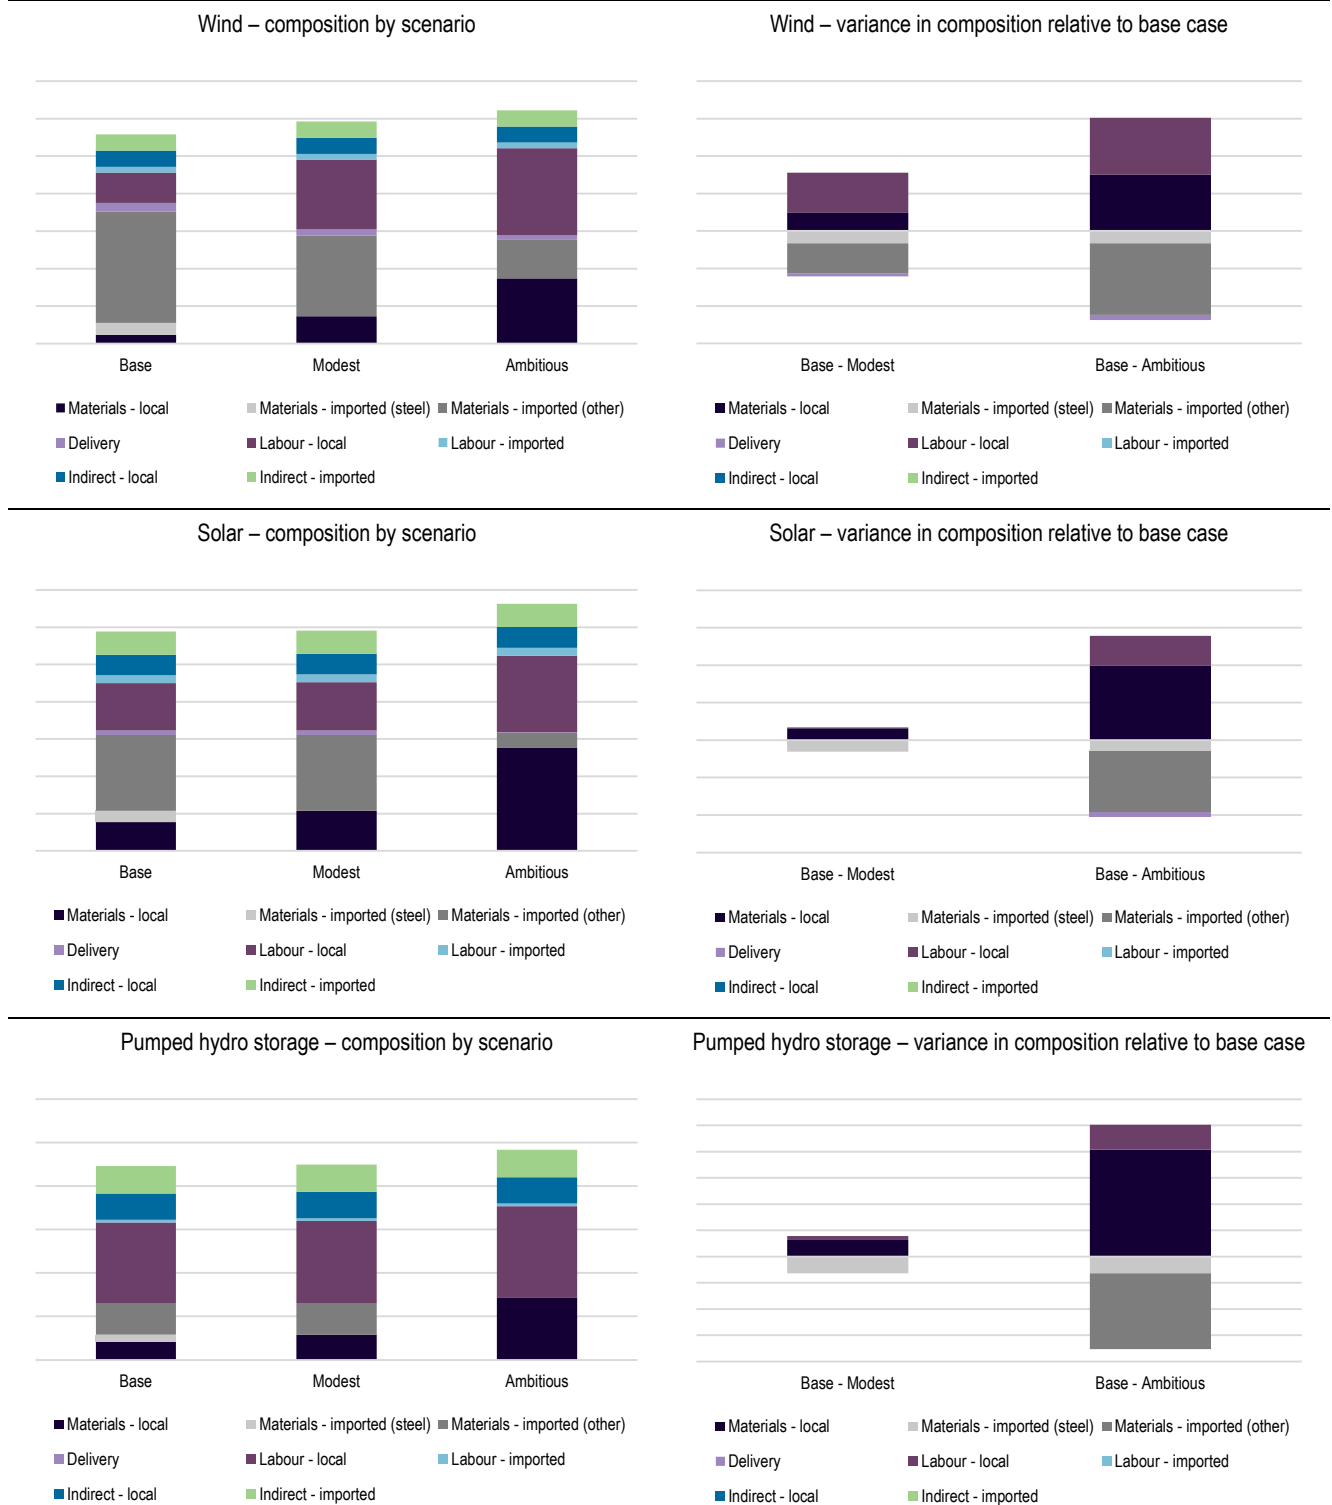 Wind – composition by scenario
Wind – variance in composition relative to base case
Base Modest Ambitious
Base - Modest Base - Ambitious
Materials - local Materials - imported (steel) Materials - imported (other)
Delivery Labour - local Labour - imported
Indirect - local Indirect - imported
Materials - local Materials - imported (steel) Materials - imported (other)
Delivery Labour - local Labour - imported
Indirect - local Indirect - imported
Solar – composition by scenario
Solar – variance in composition relative to base case
Base Modest Ambitious
Base - Modest Base - Ambitious
Materials - local Materials - imported (steel) Materials - imported (other)
Delivery Labour - local Labour - imported
Indirect - local Indirect - imported
Materials - local Materials - imported (steel) Materials - imported (other)
Delivery Labour - local Labour - imported
Indirect - local Indirect - imported
Pumped hydro storage – composition by scenario
Pumped hydro storage – variance in composition relative to base case
Base Modest Ambitious
Base - Modest Base - Ambitious
Materials - local Materials - imported (steel) Materials - imported (other)
Delivery Labour - local Labour - imported
Indirect - local Indirect - imported
Materials - local Materials - imported (steel) Materials - imported (other)
Delivery Labour - local Labour - imported
Indirect - local Indirect - imported